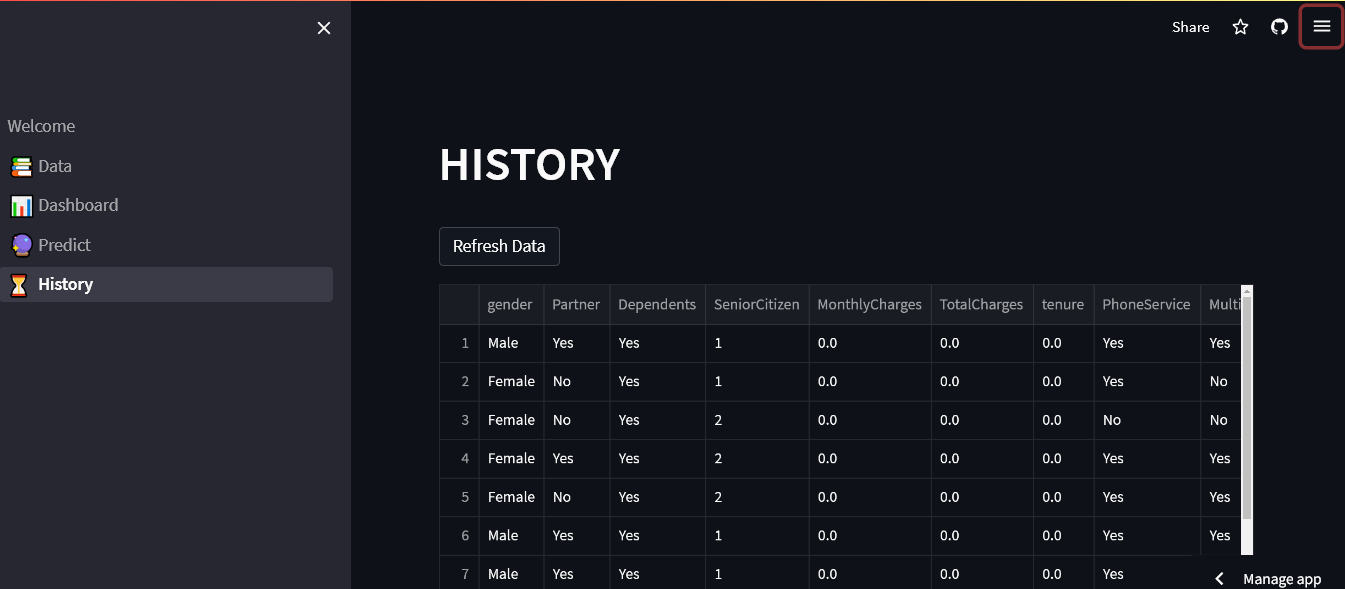 Share
Welcome
Data
Dashboard
Predict
History
HISTORY
Refresh Data
gender Partner Dependents SeniorCitizen MonthlyCharges TotalCharges tenure PhoneService Multi
1 Male Yes Yes 1 0.0 0.0 0.0 Yes Yes
2 Female No Yes 1 0.0 0.0 0.0 Yes No
3 Female No Yes 2 0.0 0.0 0.0 No No
4 Female Yes Yes 2 0.0 0.0 0.0 Yes Yes
5 Female No Yes 2 0.0 0.0 0.0 Yes Yes
6 Male Yes Yes 1 0.0 0.0 0.0 Yes Yes
7 Male Yes Yes 1 0.0 0.0 0.0 Yes
Manage app